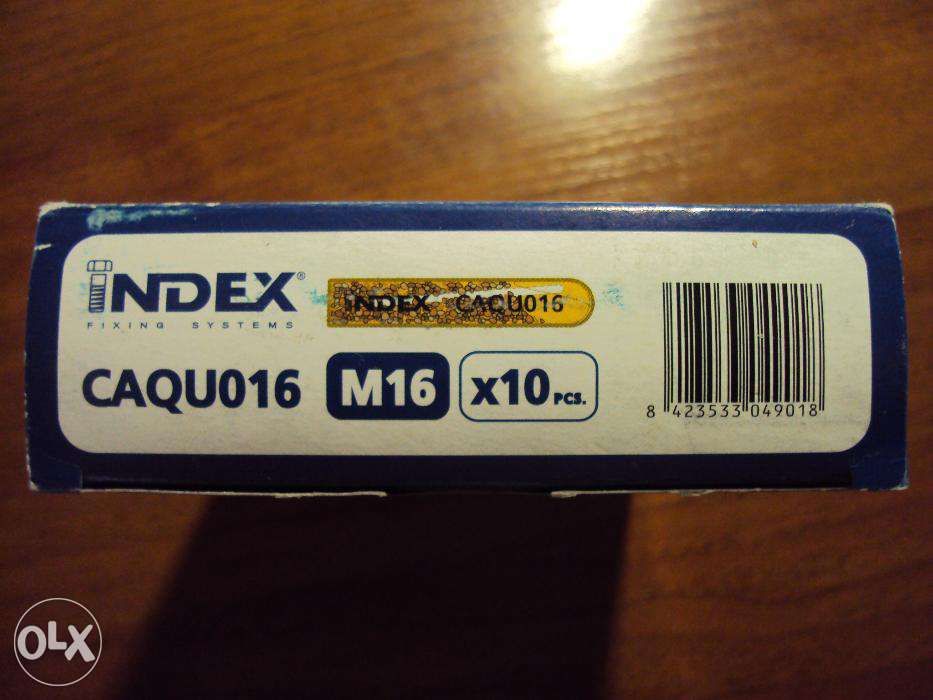 INDEX®
FIXING SYSTEMS
INDEX CAQU016
CAQU016 M16 x10 PCS.
8 423533 049018
OLX